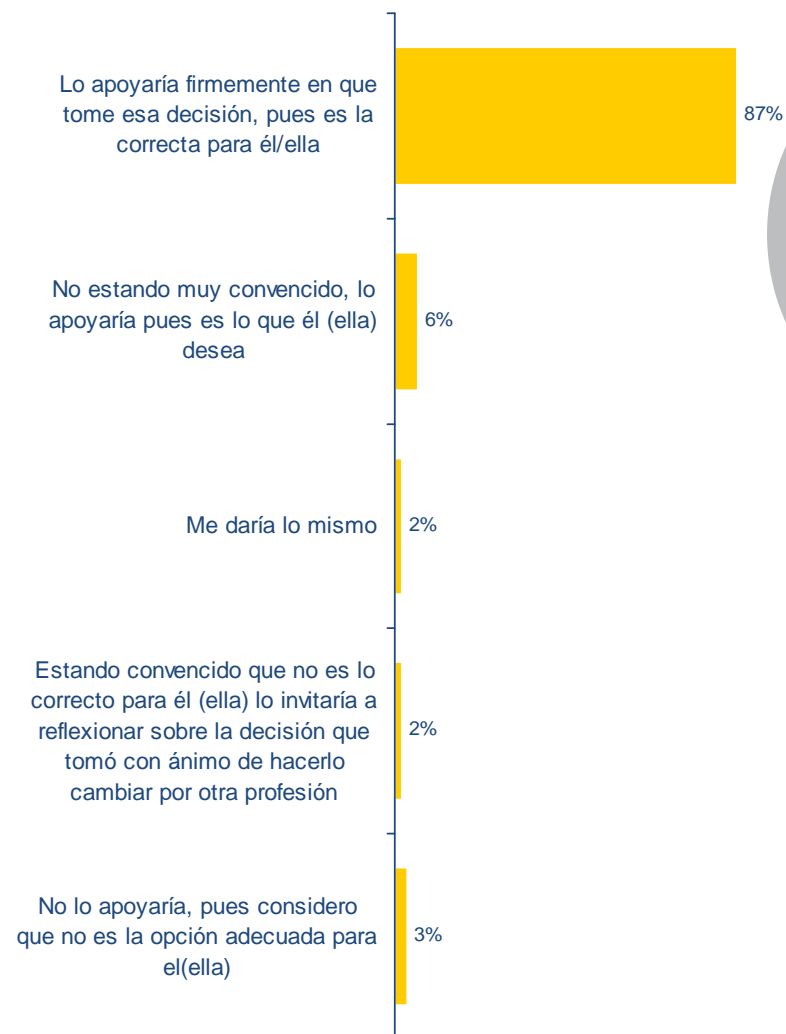 Lo apoyaría firmemente en que
tome esa decisión, pues es la
correcta para él/ella
87%
No estando muy convencido, lo
apoyaría pues es lo que él (ella)
desea
6%
Me daría lo mismo
2%
Estando convencido que no es lo
correcto para él (ella) lo invitaría a
reflexionar sobre la decisión que
tomó con ánimo de hacerlo
cambiar por otra profesión
2%
No lo apoyaría, pues considero
que no es la opción adecuada para
el(ella)
3%